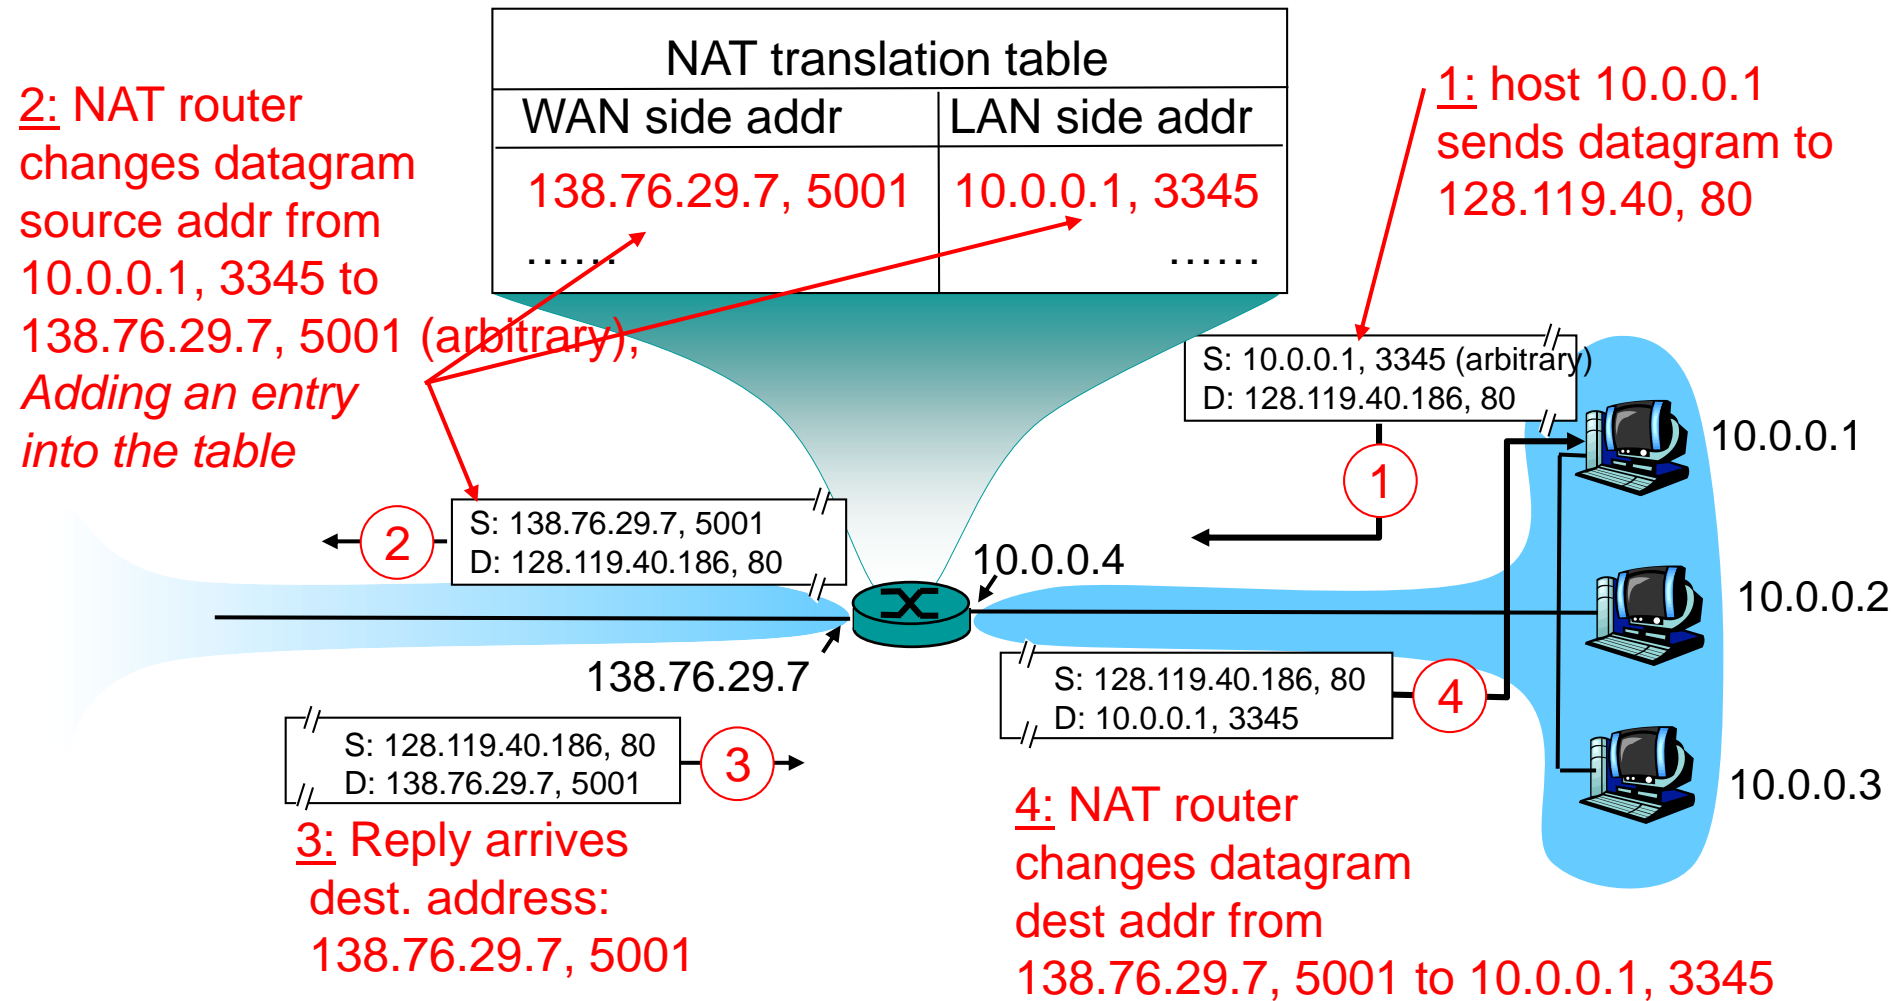 NAT translation table
WAN side addr
LAN side addr
138.76.29.7, 5001
10.0.0.1, 3345
......
......
2: NAT router
changes datagram
source addr from
10.0.0.1, 3345 to
138.76.29.7, 5001 (arbitrary),
Adding an entry
into the table
1: host 10.0.0.1
sends datagram to
128.119.40, 80
S: 10.0.0.1, 3345 (arbitrary)
D: 128.119.40.186, 80
1
10.0.0.1
S: 138.76.29.7, 5001
D: 128.119.40.186, 80
2
10.0.0.4
10.0.0.2
138.76.29.7
S: 128.119.40.186, 80
D: 10.0.0.1, 3345
4
S: 128.119.40.186, 80
D: 138.76.29.7, 5001
3
10.0.0.3
3: Reply arrives
dest. address:
138.76.29.7, 5001
4: NAT router
changes datagram
dest addr from
138.76.29.7, 5001 to 10.0.0.1, 3345